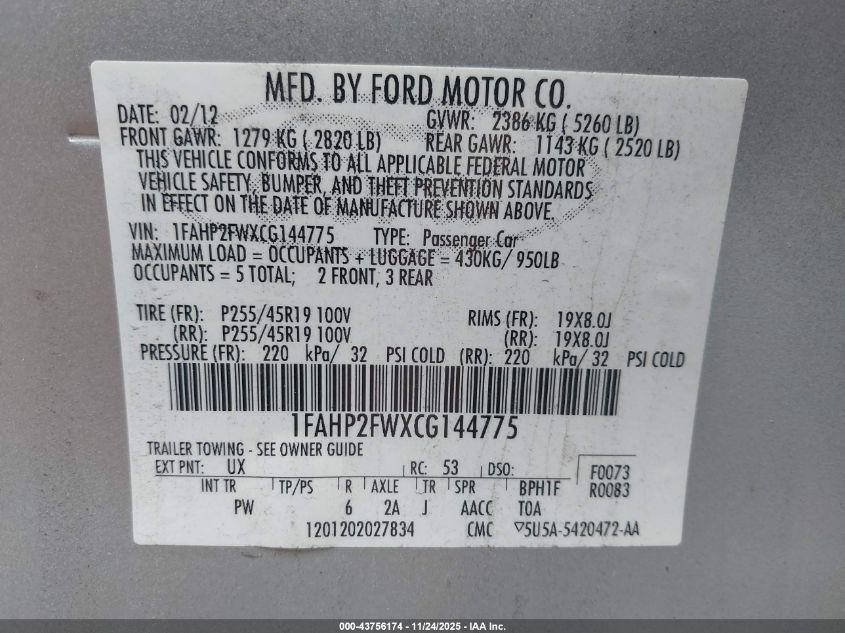 MFD. BY FORD MOTOR CO.
DATE: 02/12 GVWR: 2386 KG ( 5260 LB)
FRONT GAWR: 1279 KG ( 2820 LB) REAR GAWR: 1143 KG ( 2520 LB)
THIS VEHICLE CONFORMS TO ALL APPLICABLE FEDERAL MOTOR
VEHICLE SAFETY, BUMPER, AND THEFT PREVENTION STANDARDS
IN EFFECT ON THE DATE OF MANUFACTURE SHOWN ABOVE.
VIN: 1FAHP2FWXCG144775 TYPE: Passenger Car
MAXIMUM LOAD = OCCUPANTS + LUGGAGE = 430KG/ 950LB
OCCUPANTS = 5 TOTAL; 2 FRONT, 3 REAR
TIRE (FR): P255/45R19 100V RIMS (FR): 19X8.0J
(RR): P255/45R19 100V (RR): 19X8.0J
PRESSURE (FR): 220 kPa/ 32 PSI COLD (RR): 220 kPa/ 32 PSI COLD
1FAHP2FWXCG144775
TRAILER TOWING - SEE OWNER GUIDE
EXT PNT: UX RC: 53 DSO: F0073
INT TR TP/PS R AXLE TR SPR BPH1F R0083
PW 6 2A J AACC TOA
1201202027834 CMC ▽5U5A-5420472-AA
000-43756174 - 11/24/2025 - IAA Inc.